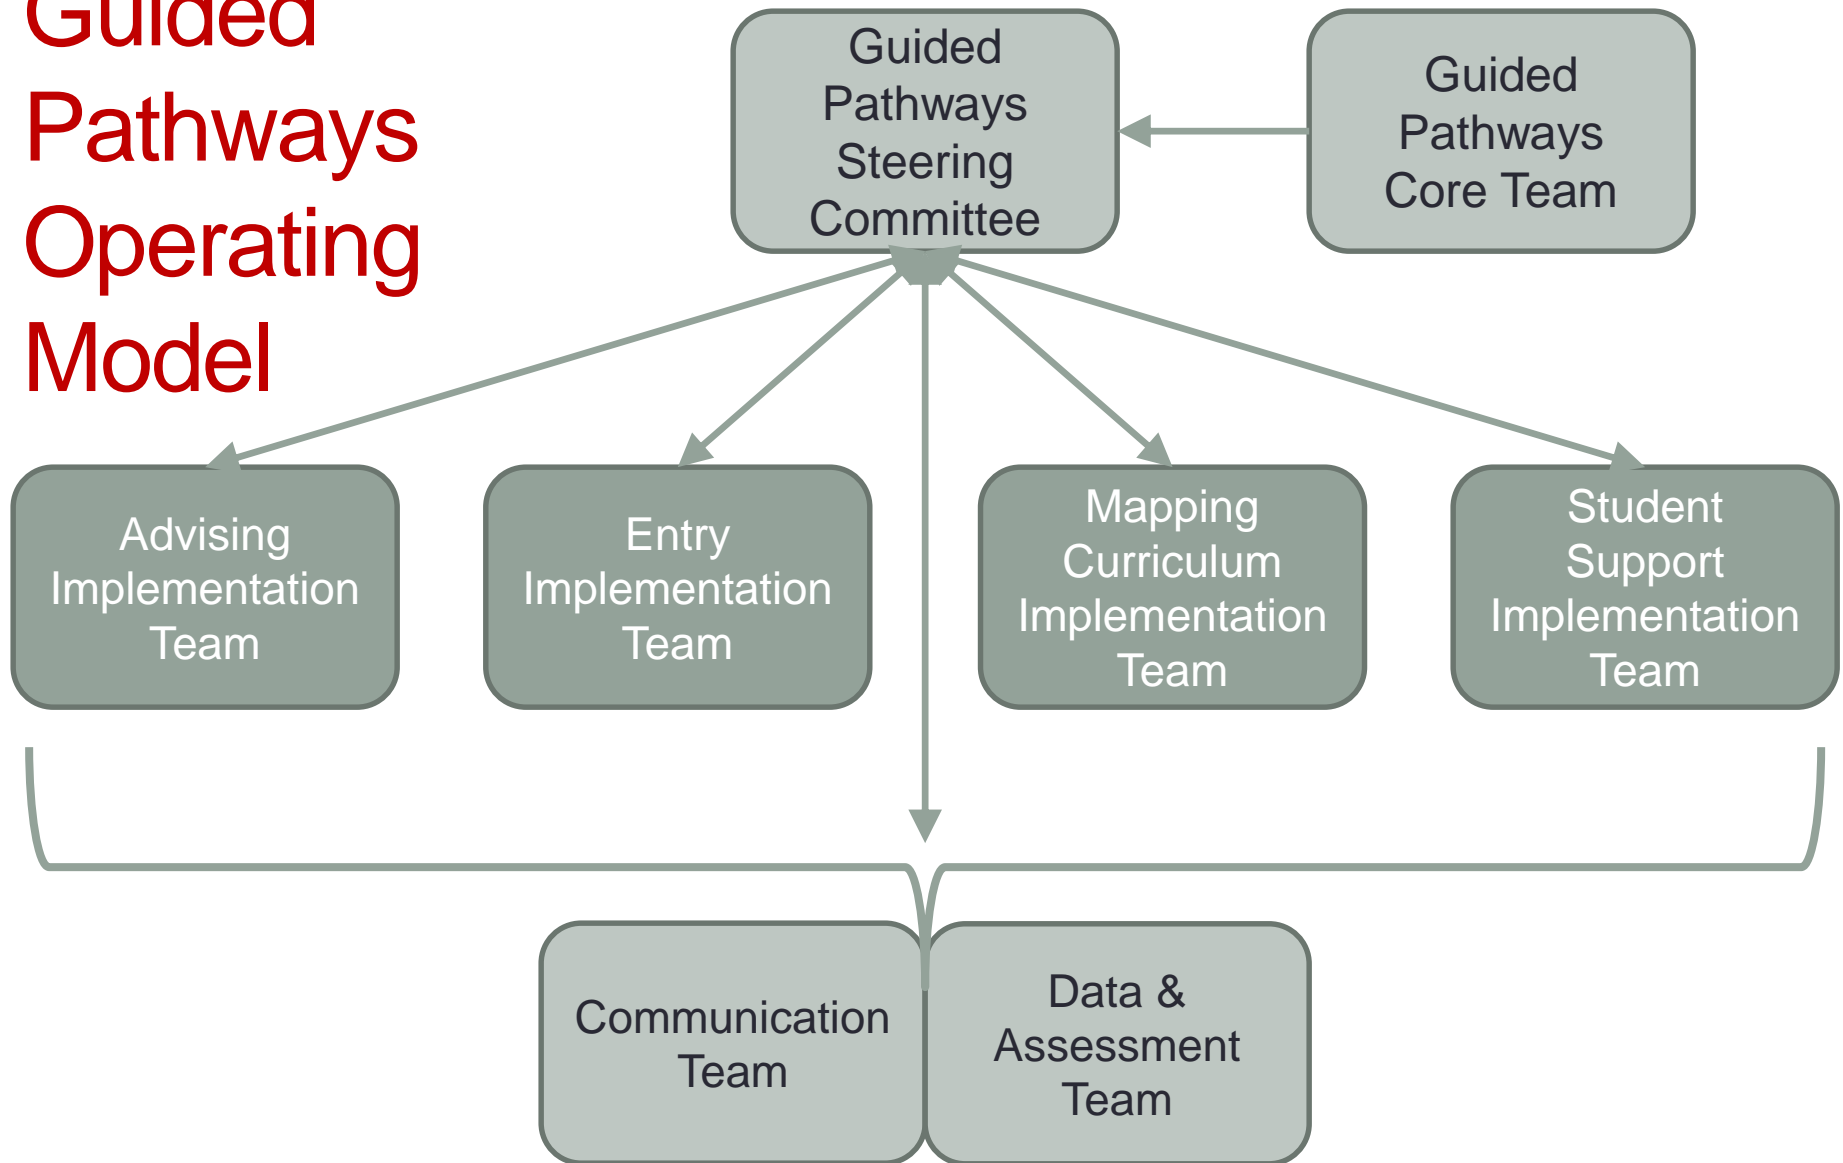 Guided
Pathways
Operating
Model
Guided
Pathways
Steering
Committee
Guided
Pathways
Core Team
Advising
Implementation
Team
Entry
Implementation
Team
Mapping
Curriculum
Implementation
Team
Student
Support
Implementation
Team
Communication
Team
Data &
Assessment
Team